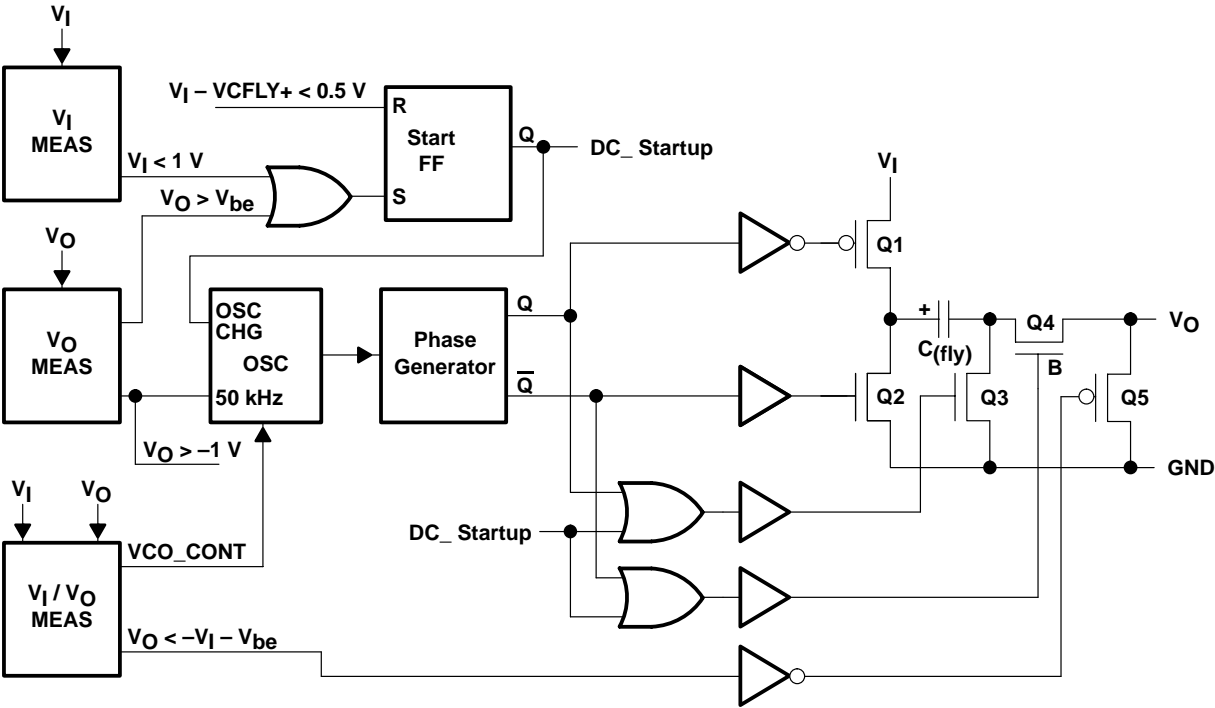 VI
VI
MEAS
VI – VCFLY+ < 0.5 V
R
Start
FF
Q
DC_ Startup
S
VI < 1 V
VO > Vbe
VI
Q1
VO
VO
MEAS
OSC
CHG
OSC
50 kHz
Phase
Generator
Q
Q̅
+
C(fly)
Q4
VO
B
Q2
Q3
Q5
GND
VO > –1 V
VI
VO
VCO_CONT
DC_ Startup
VI / VO
MEAS
VO < –VI – Vbe